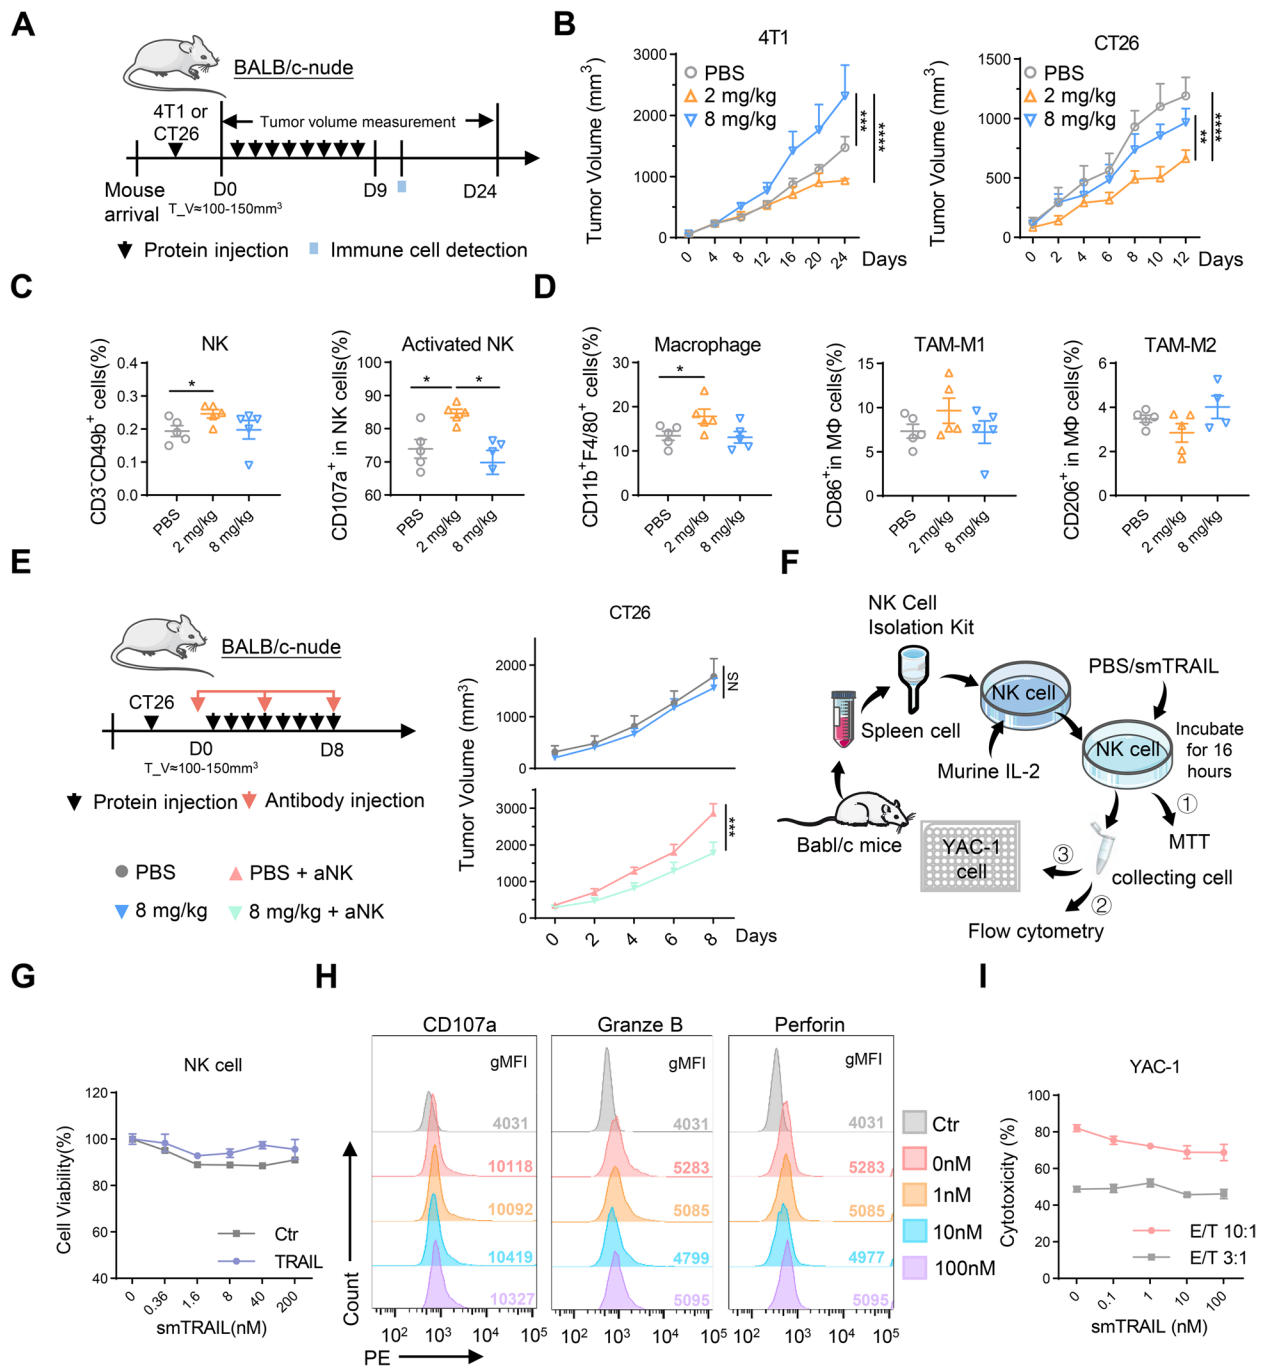 A
BALB/c-nude
4T1 or
CT26
Tumor volume measurement
Mouse
arrival
D0
D9
D24
T_V≈100-150mm³
Protein injection
Immune cell detection
B
4T1
Tumor Volume (mm³)
3000
2000
1000
0
PBS
2 mg/kg
8 mg/kg
***
****
0 4 8 12 16 20 24 Days
CT26
Tumor Volume (mm³)
1500
1000
500
0
PBS
2 mg/kg
8 mg/kg
**
****
0 2 4 6 8 10 12 Days
C
NK
CD3⁻CD49b⁺ cells(%)
0.4
0.3
0.2
0.1
0.0
*
PBS
2 mg/kg
8 mg/kg
Activated NK
CD107a⁺ in NK cells(%)
100
90
80
70
60
* *
PBS
2 mg/kg
8 mg/kg
D
Macrophage
CD11b⁺F4/80⁺ cells(%)
30
20
10
0
*
PBS
2 mg/kg
8 mg/kg
TAM-M1
CD86⁺in MΦ cells(%)
15
10
5
0
PBS
2 mg/kg
8 mg/kg
TAM-M2
CD206⁺ in MΦ cells(%)
6
4
2
0
PBS
2 mg/kg
8 mg/kg
E
BALB/c-nude
CT26
D0
D8
T_V≈100-150mm³
Protein injection
Antibody injection
PBS
PBS + aNK
8 mg/kg
8 mg/kg + aNK
CT26
Tumor Volume (mm³)
2000
1000
0
NS
3000
2000
1000
0
***
0 2 4 6 8 Days
F
NK Cell
Isolation Kit
Spleen cell
NK cell
Murine IL-2
PBS/smTRAIL
NK cell
Incubate
for 16
hours
①
MTT
collecting cell
②
Flow cytometry
③
YAC-1
cell
Babl/c mice
G
NK cell
Cell Viability(%)
120
100
80
60
40
Ctr
TRAIL
0 0.36 1.6 8 40 200
smTRAIL(nM)
H
CD107a
gMFI
4031
10118
10092
10419
10327
Granze B
gMFI
4031
5283
5085
4799
5095
Perforin
gMFI
4031
5283
5085
4977
5095
Count
10² 10³ 10⁴ 10⁵
10² 10³ 10⁴ 10⁵
10² 10³ 10⁴ 10⁵
PE
Ctr
0nM
1nM
10nM
100nM
I
YAC-1
Cytotoxicity (%)
100
80
60
40
20
0
E/T 10:1
E/T 3:1
0 0.1 1 10 100
smTRAIL (nM)